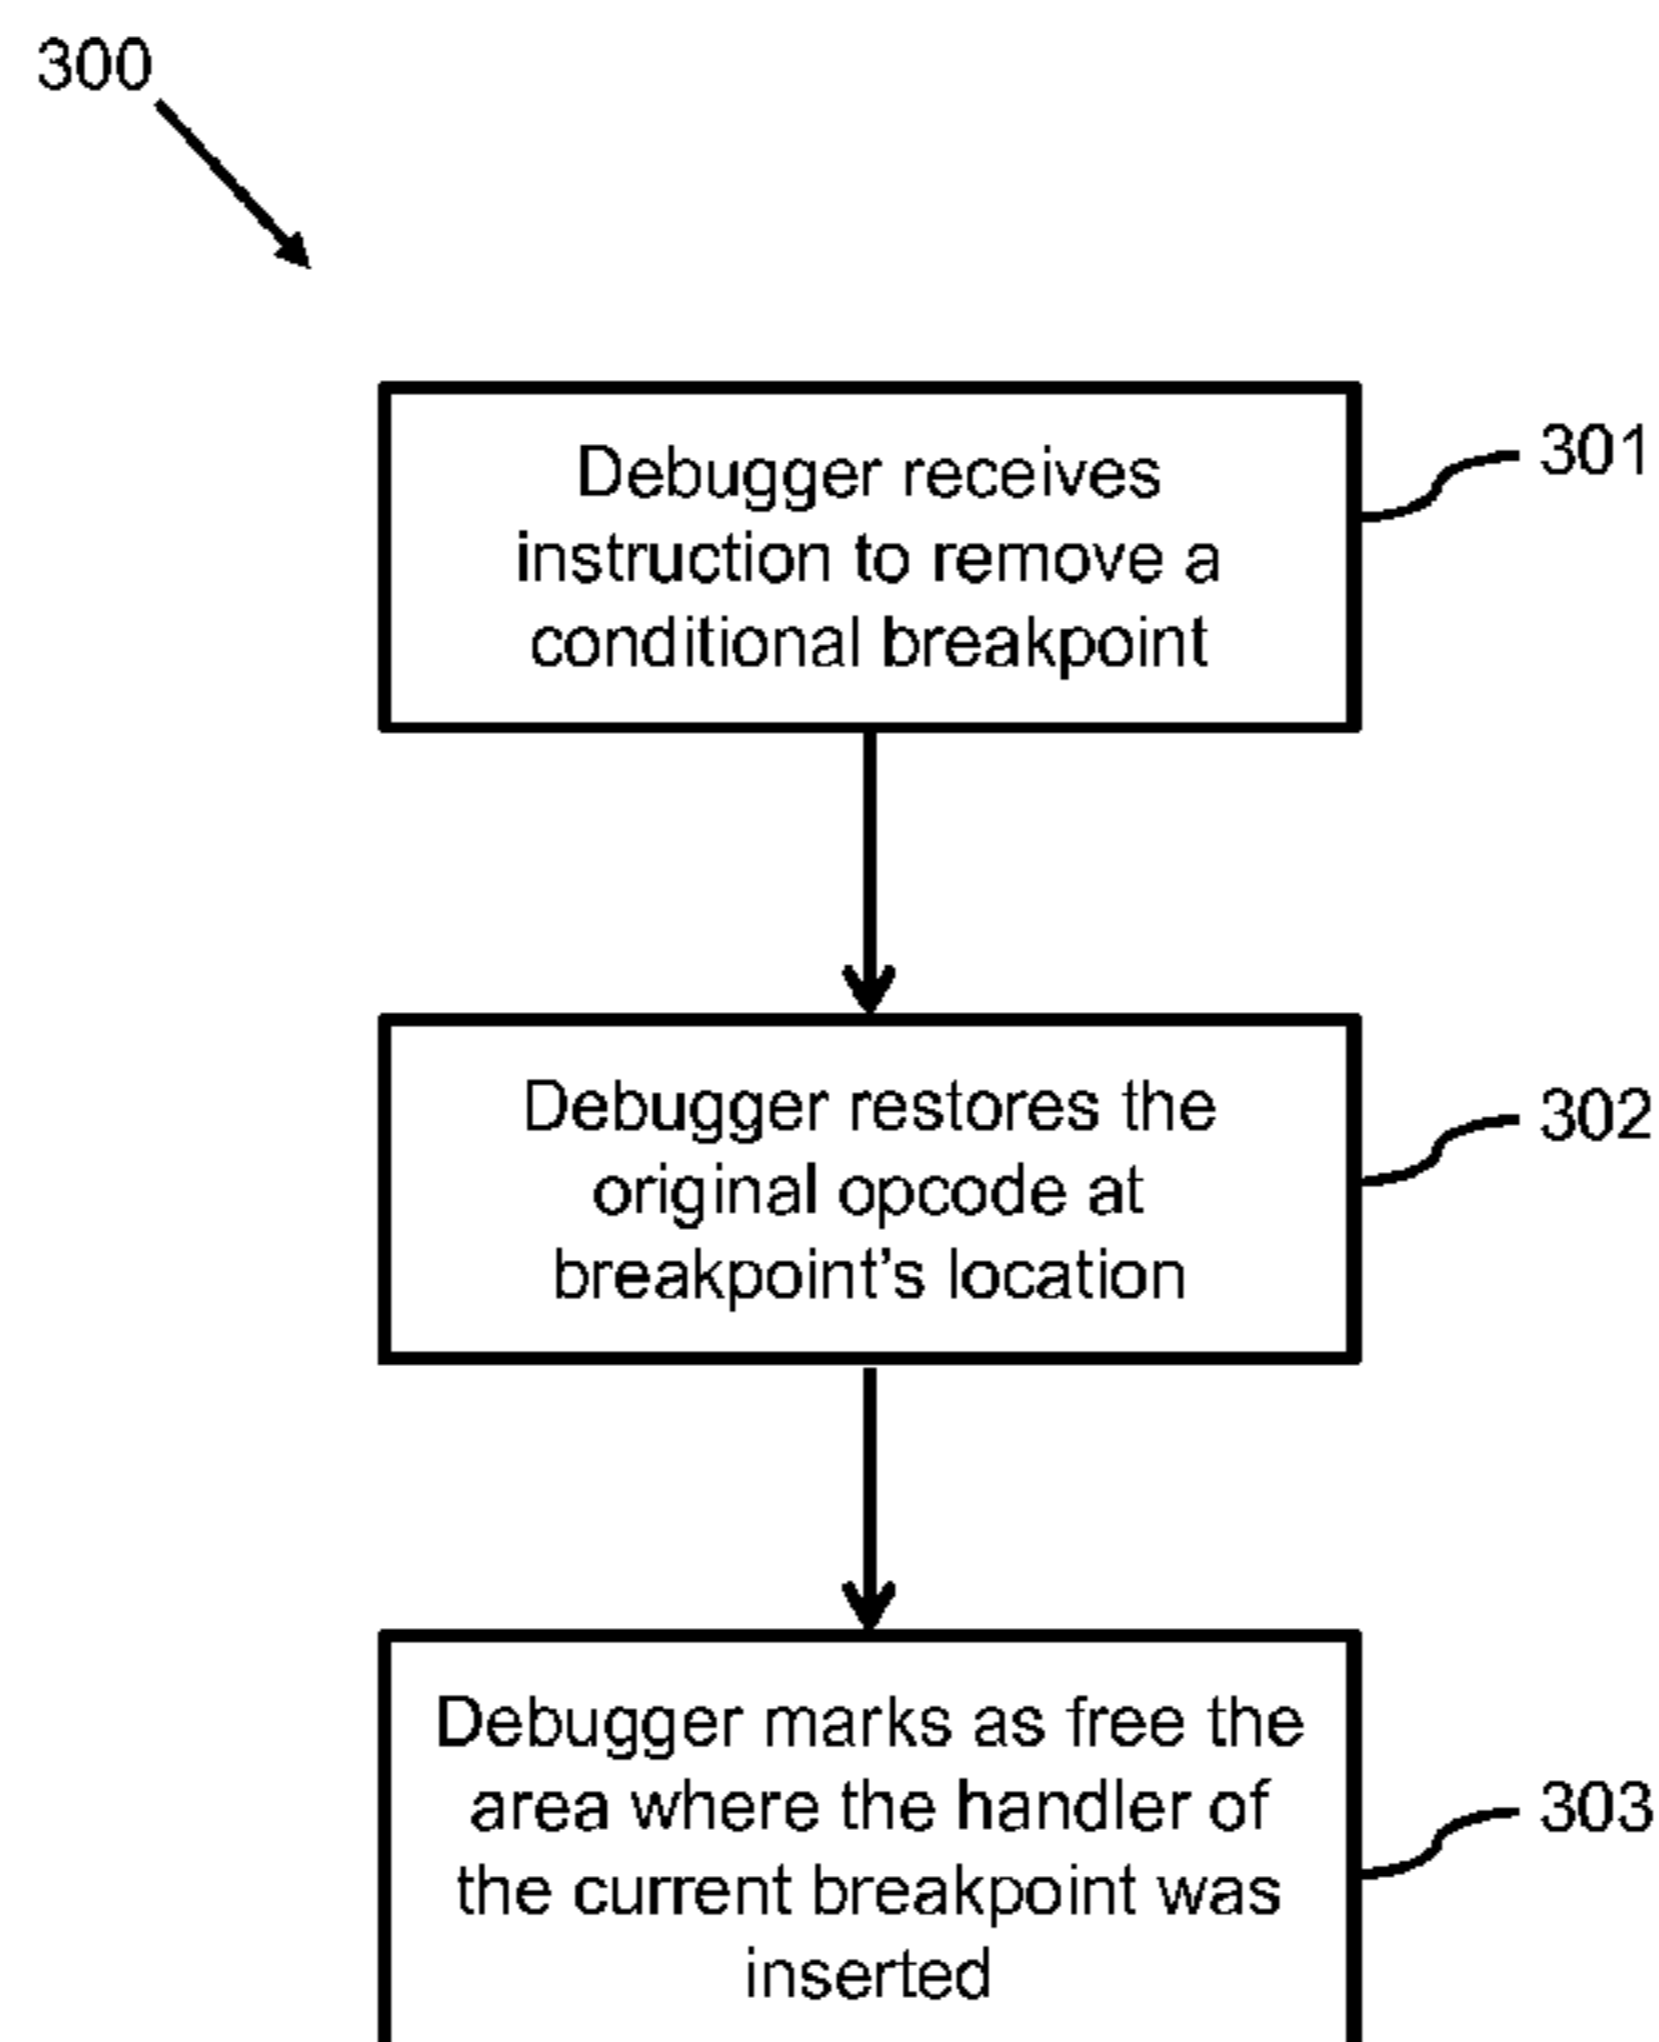 300
Debugger receives
instruction to remove a
conditional breakpoint
301
Debugger restores the
original opcode at
breakpoint's location
302
Debugger marks as free the
area where the handler of
the current breakpoint was
inserted
303